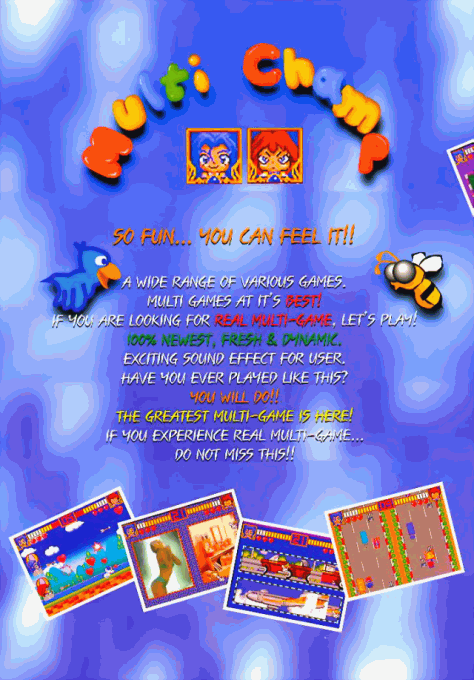 Multi Champ
SO FUN... YOU CAN FEEL IT!!
A WIDE RANGE OF VARIOUS GAMES.
MULTI GAMES AT IT'S BEST!
IF YOU ARE LOOKING FOR REAL MULTI-GAME, LET'S PLAY!
100% NEWEST, FRESH & DYNAMIC.
EXCITING SOUND EFFECT FOR USER.
HAVE YOU EVER PLAYED LIKE THIS?
YOU WILL DO!!
THE GREATEST MULTI-GAME IS HERE!
IF YOU EXPERIENCE REAL MULTI-GAME...
DO NOT MISS THIS!!